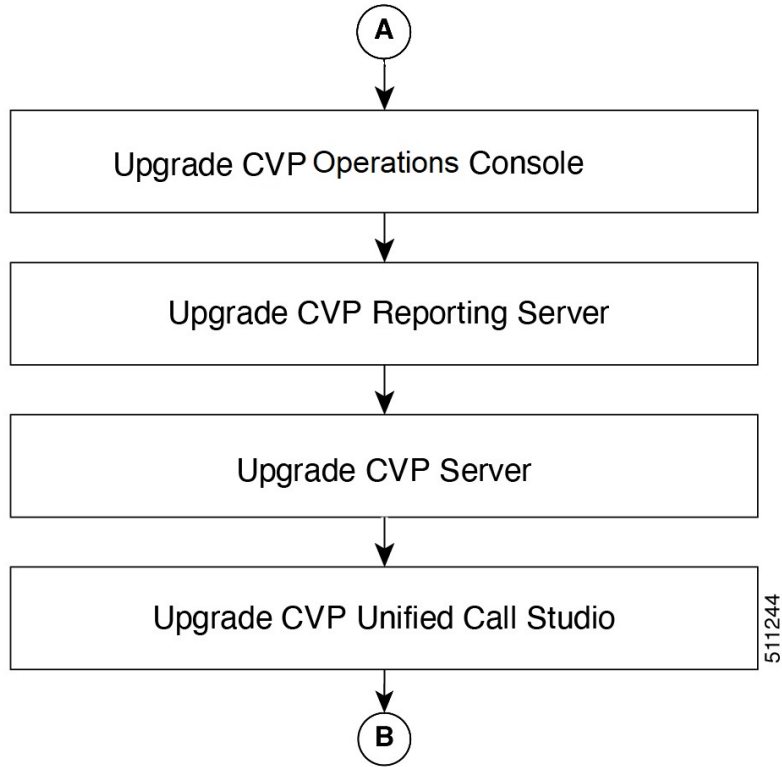 A
Upgrade CVP Operations Console
Upgrade CVP Reporting Server
Upgrade CVP Server
Upgrade CVP Unified Call Studio
511244
B